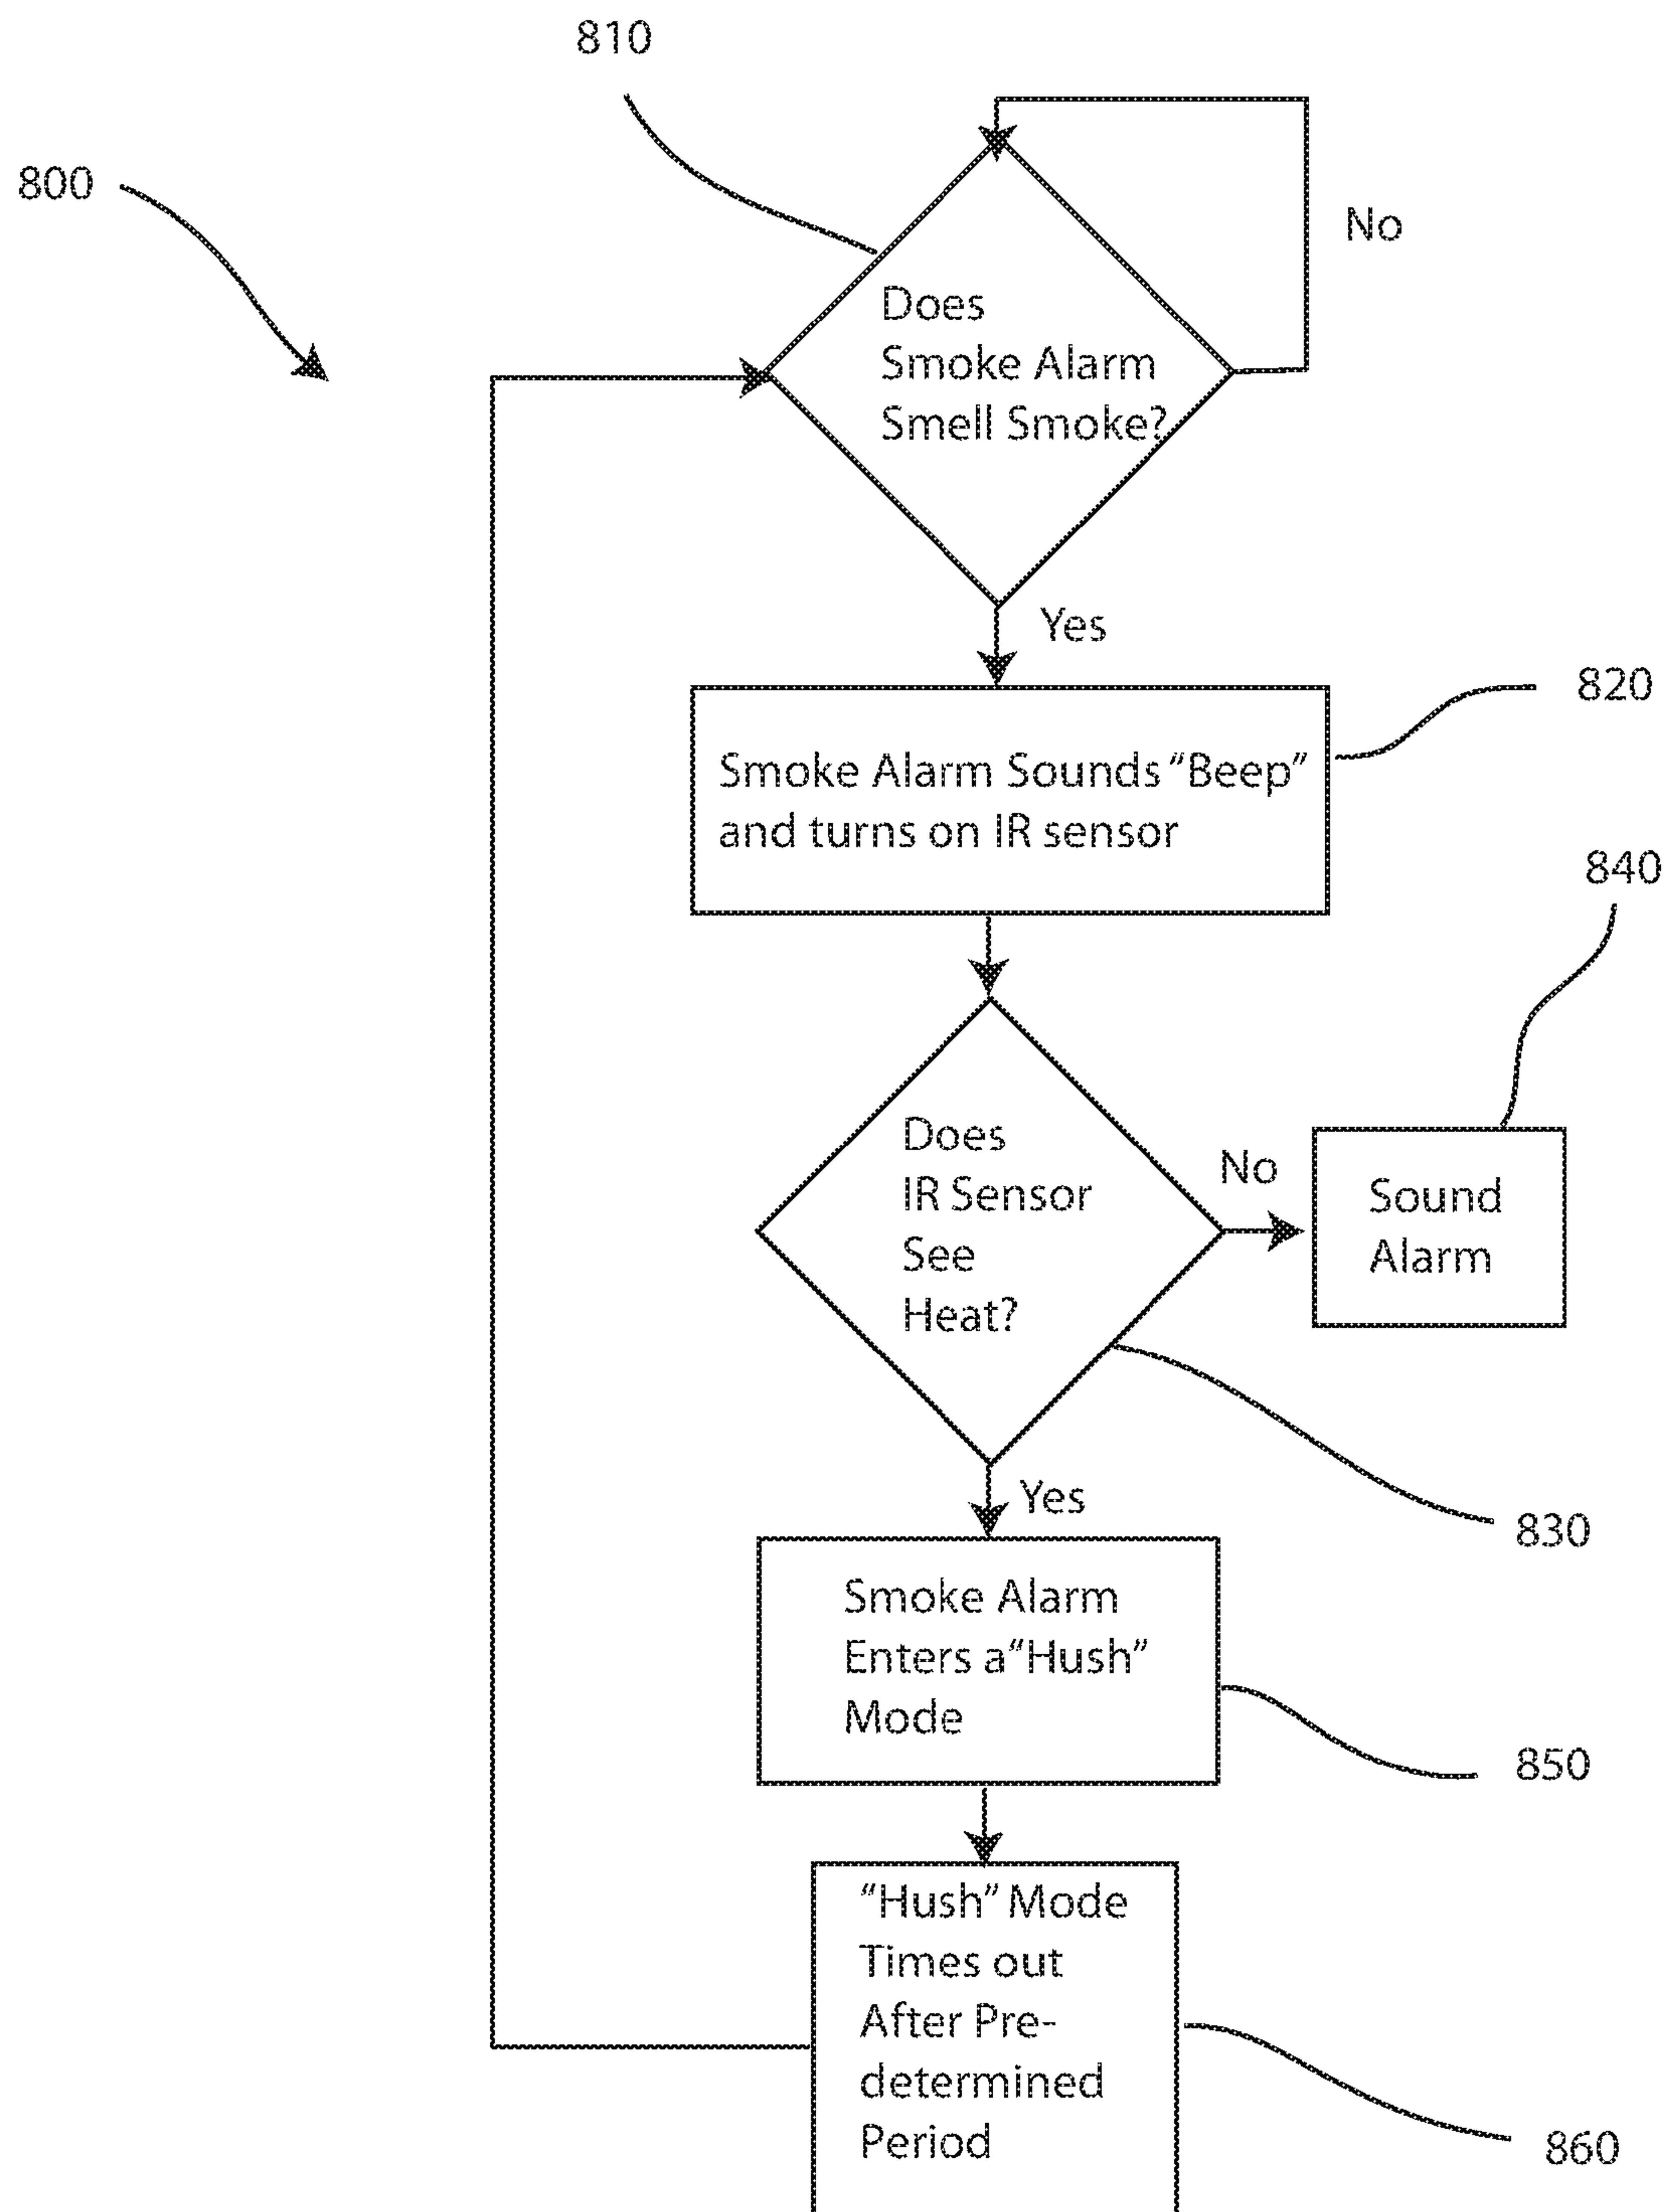 810
800
No
Does
Smoke Alarm
Smell Smoke?
Yes
820
Smoke Alarm Sounds “Beep”
and turns on IR sensor
840
Does
IR Sensor
See
Heat?
No
Sound
Alarm
Yes
830
Smoke Alarm
Enters a “Hush”
Mode
850
“Hush” Mode
Times out
After Pre-
determined
Period
860